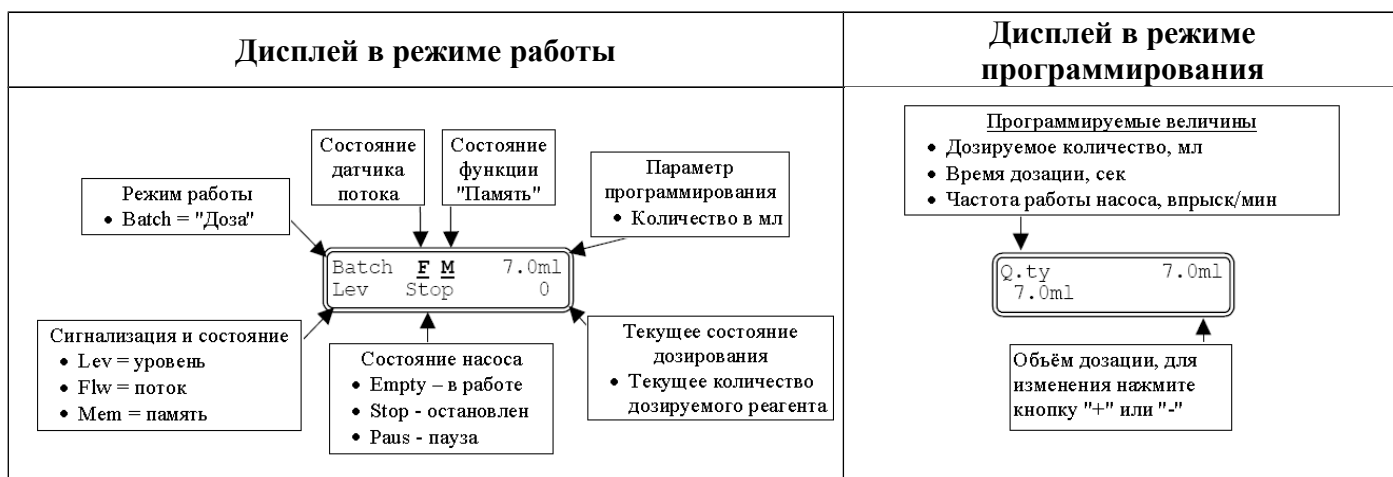 Дисплей в режиме работы
Дисплей в режиме
программирования
Режим работы
• Batch = "Доза"
Состояние
датчика
потока
Состояние
функции
"Память"
Параметр
программирования
• Количество в мл
Batch F M 7.0ml
Lev Stop 0
Сигнализация и состояние
• Lev = уровень
• Flw = поток
• Mem = память
Состояние насоса
• Empty – в работе
• Stop - остановлен
• Paus - пауза
Текущее состояние
дозирования
• Текущее количество
дозируемого реагента
Программируемые величины
• Дозируемое количество, мл
• Время дозации, сек
• Частота работы насоса, впрыск/мин
Q.ty 7.0ml
7.0ml
Объём дозации, для
изменения нажмите
кнопку "+" или "-"